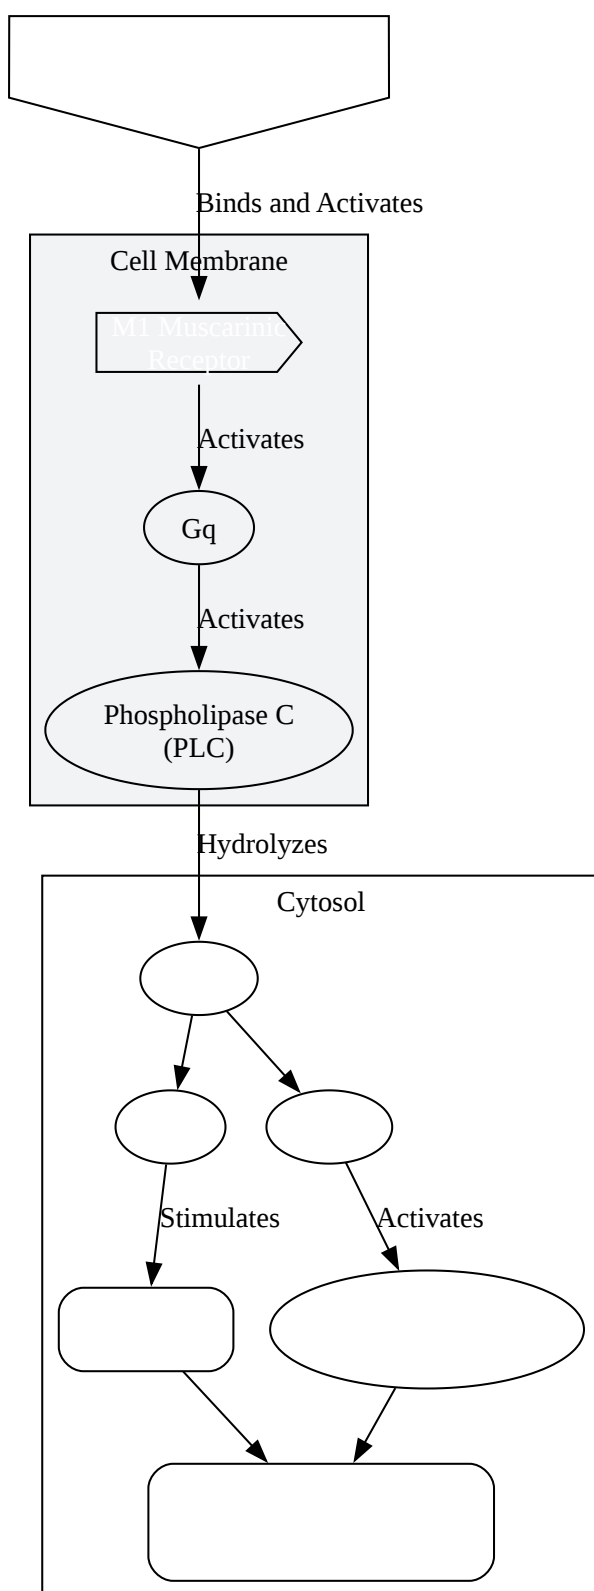 Binds and Activates
Cell Membrane
M1 Muscarinic
Receptor
Activates
Gq
Activates
Phospholipase C
(PLC)
Hydrolyzes
Cytosol
Stimulates
Activates